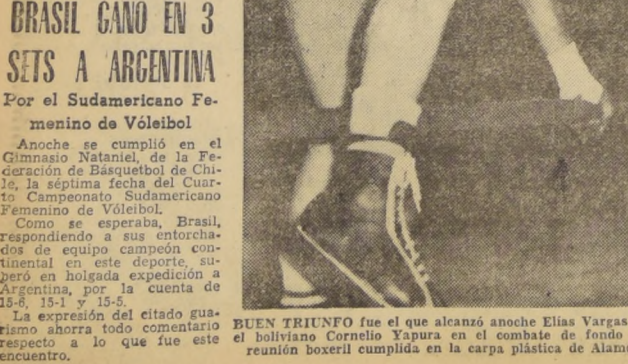 BRASIL GANO EN 3
SETS A ARGENTINA
Por el Sudamericano Fe-
menino de Vóleibol
Anoche se cumplió en el
Gimnasio Nataniel, de la Fe-
deración de Básquetbol de Chi-
le, la séptima fecha del Cuar-
to Campeonato Sudamericano
Femenino de Vóleibol.
Como se esperaba, Brasil,
respondiendo a sus entorcha-
dos de equipo campeón con-
tinental en este deporte, su-
peró en holgada expedición a
Argentina, por la cuenta de
15-6, 15-1 y 15-5.
La expresión del citado gua-
rismo ahorra todo comentario
respecto a lo que fue este
encuentro.
BUEN TRIUNFO fue el que alcanzó anoche Elías Vargas
el boliviano Cornelio Yapura en el combate de fondo
reunión boxeril cumplida en la carpa plástica de Alam